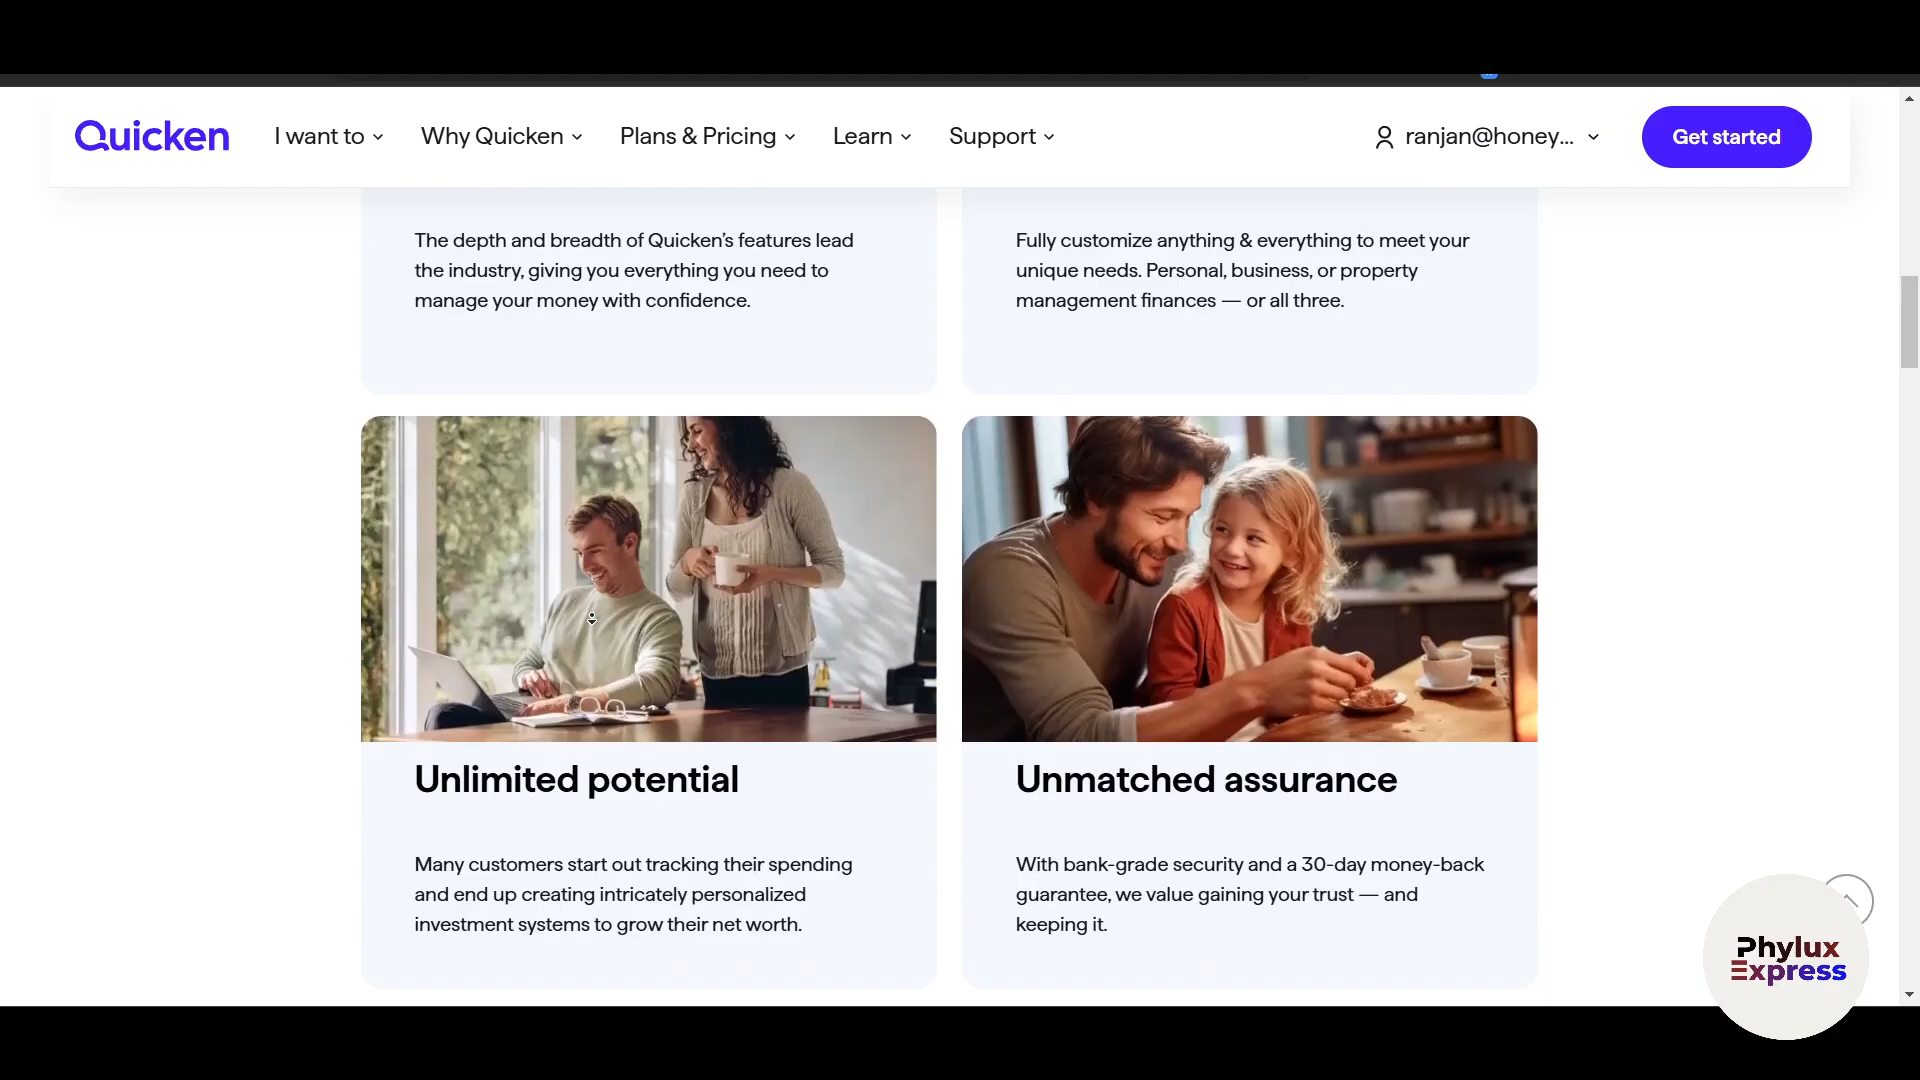 Quicken
I want to
Why Quicken
Plans & Pricing
Learn
Support
ranjan@honey...
Get started
The depth and breadth of Quicken’s features lead
the industry, giving you everything you need to
manage your money with confidence.
Fully customize anything & everything to meet your
unique needs. Personal, business, or property
management finances — or all three.
Unlimited potential
Many customers start out tracking their spending
and end up creating intricately personalized
investment systems to grow their net worth.
Unmatched assurance
With bank-grade security and a 30-day money-back
guarantee, we value gaining your trust — and
keeping it.
Phylux
Express